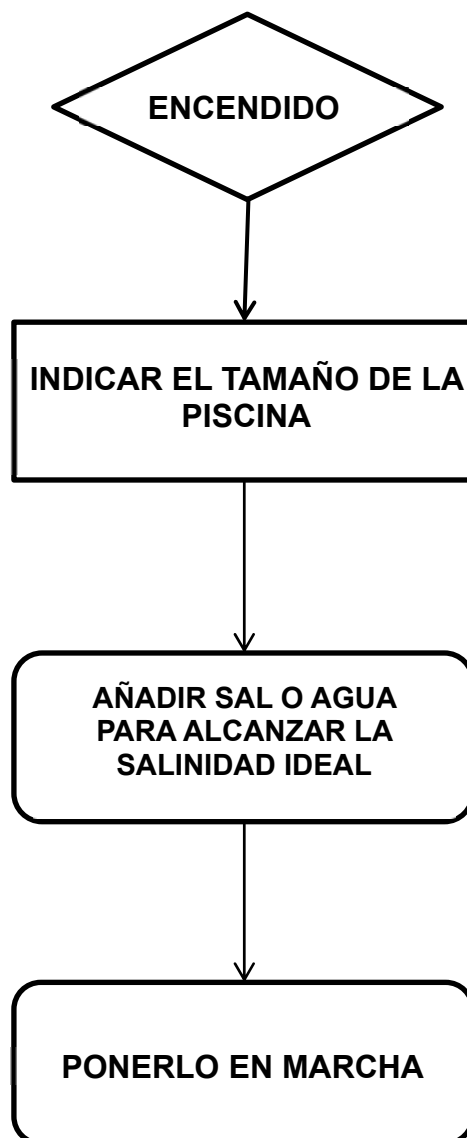 ENCENDIDO
INDICAR EL TAMAÑO DE LA
PISCINA
AÑADIR SAL O AGUA
PARA ALCANZAR LA
SALINIDAD IDEAL
PONERLO EN MARCHA